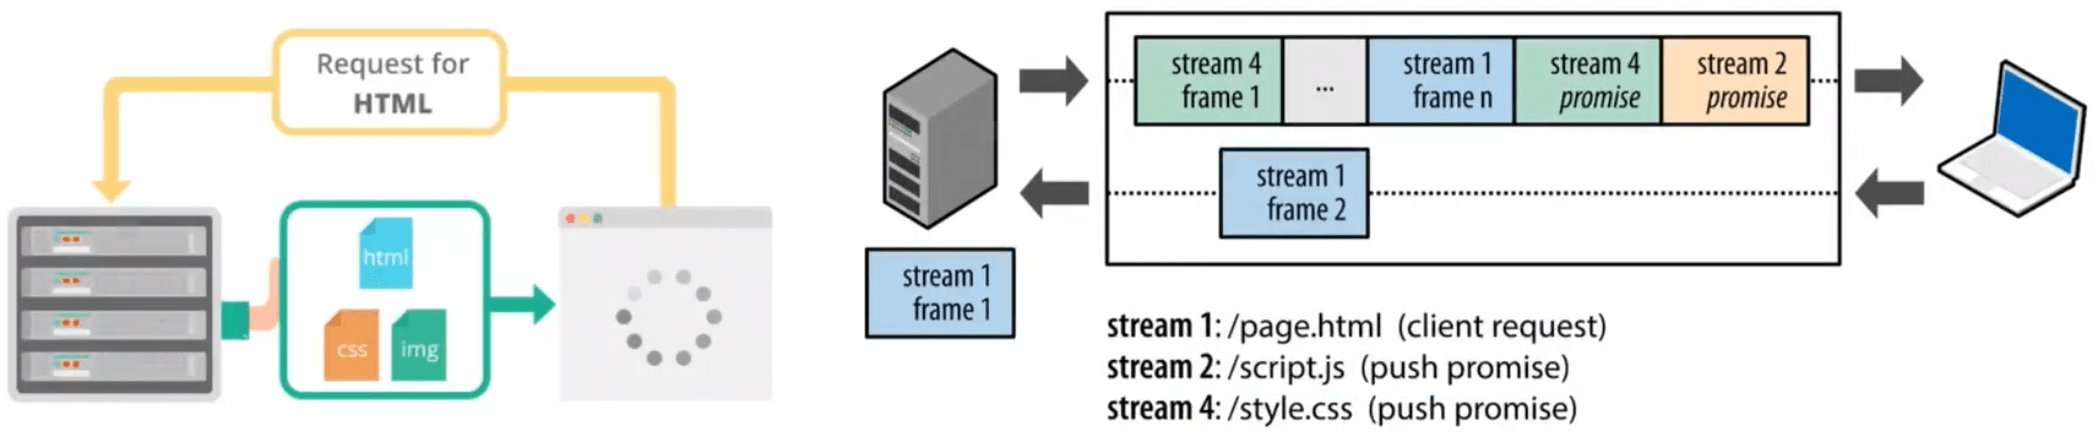 Request for
HTML
html
css
img
stream 4
frame 1
...
stream 1
frame n
stream 4
promise
stream 2
promise
stream 1
frame 2
stream 1
frame 1
stream 1: /page.html (client request)
stream 2: /script.js (push promise)
stream 4: /style.css (push promise)